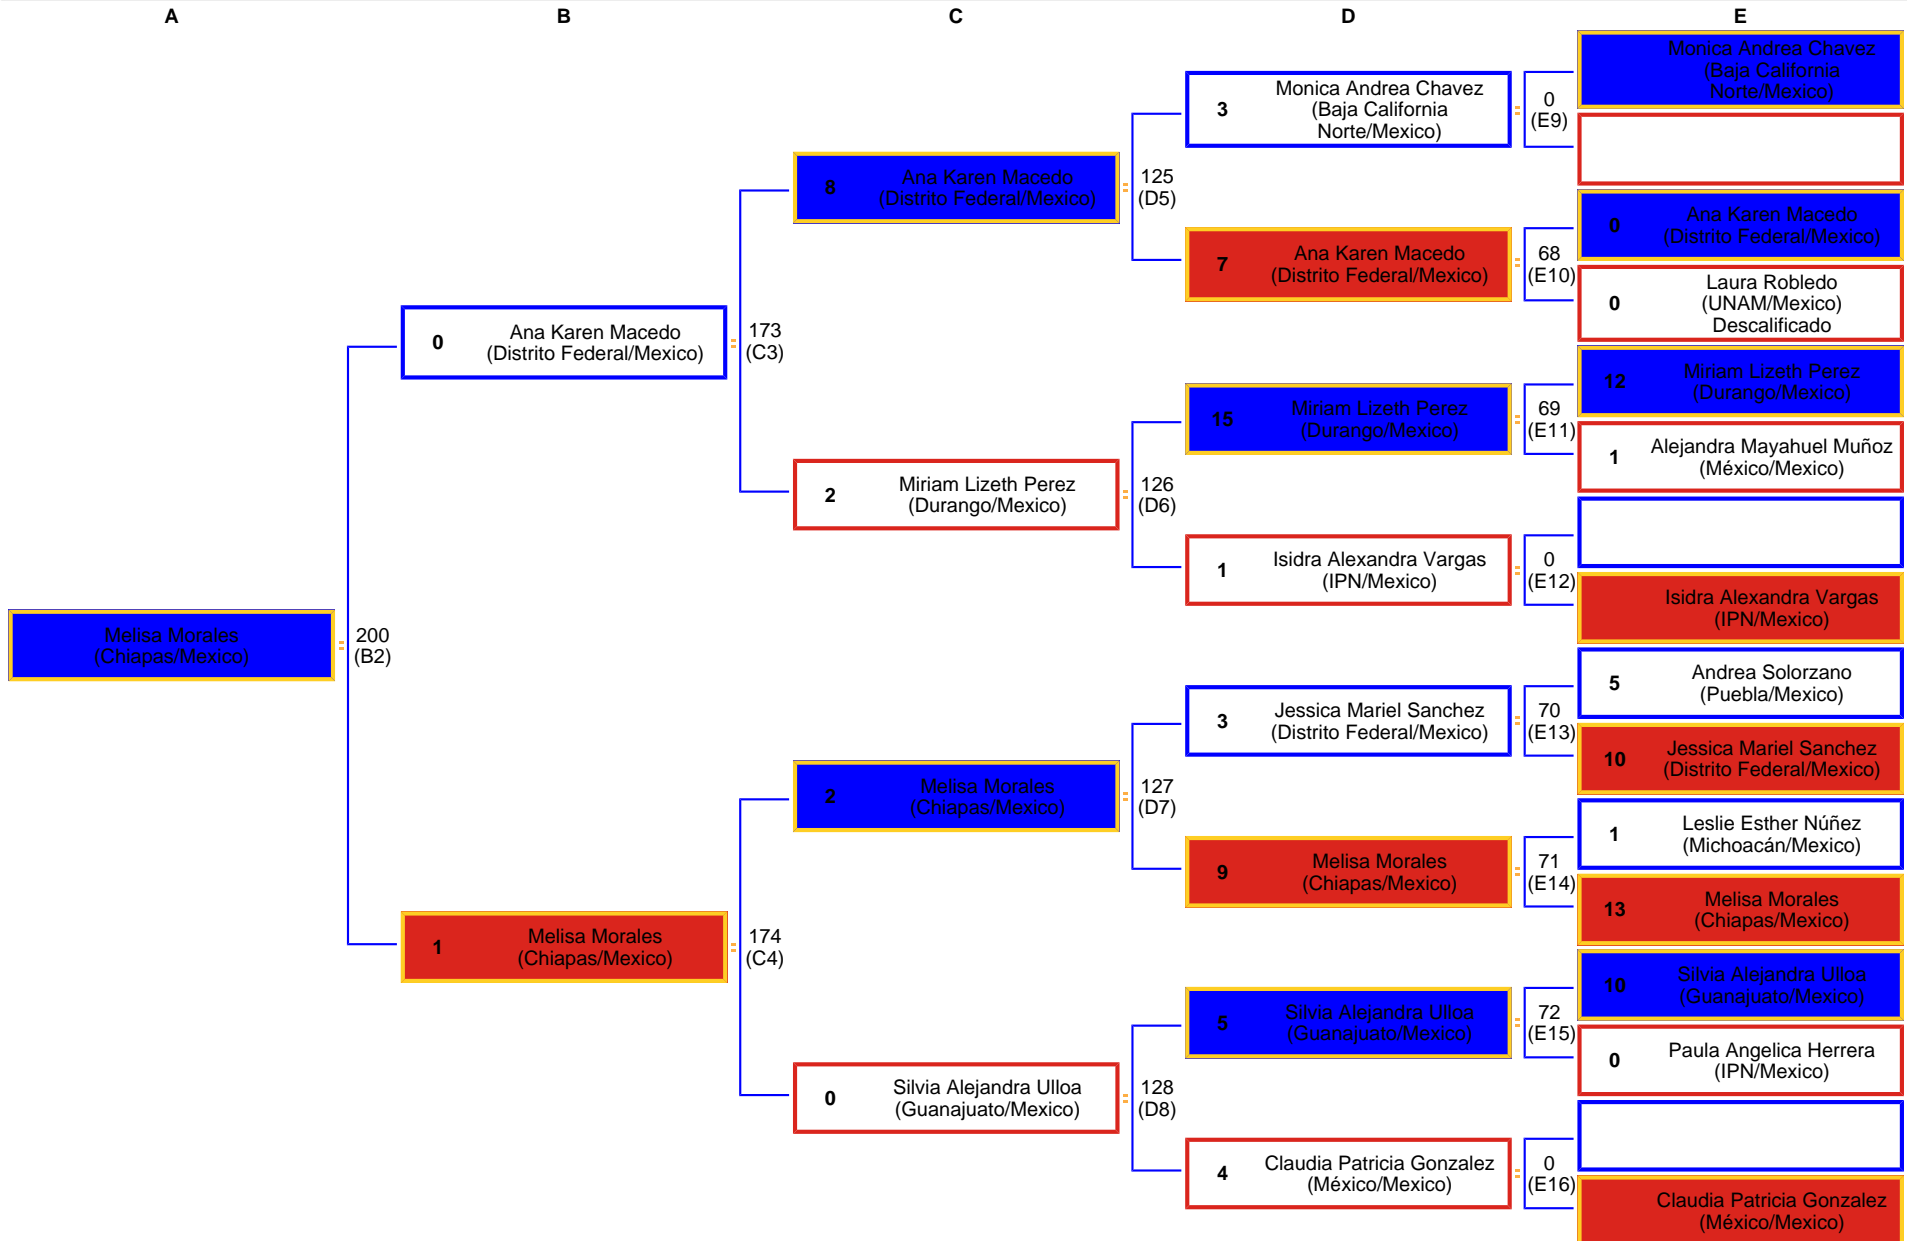 A
B
C
D
E
Melisa Morales
(Chiapas/Mexico)
200
(B2)
0
Ana Karen Macedo
(Distrito Federal/Mexico)
173
(C3)
1
Melisa Morales
(Chiapas/Mexico)
174
(C4)
8
Ana Karen Macedo
(Distrito Federal/Mexico)
125
(D5)
2
Miriam Lizeth Perez
(Durango/Mexico)
126
(D6)
2
Melisa Morales
(Chiapas/Mexico)
127
(D7)
0
Silvia Alejandra Ulloa
(Guanajuato/Mexico)
128
(D8)
3
Monica Andrea Chavez
(Baja California
Norte/Mexico)
0
(E9)
7
Ana Karen Macedo
(Distrito Federal/Mexico)
68
(E10)
15
Miriam Lizeth Perez
(Durango/Mexico)
69
(E11)
1
Isidra Alexandra Vargas
(IPN/Mexico)
0
(E12)
3
Jessica Mariel Sanchez
(Distrito Federal/Mexico)
70
(E13)
9
Melisa Morales
(Chiapas/Mexico)
71
(E14)
5
Silvia Alejandra Ulloa
(Guanajuato/Mexico)
72
(E15)
4
Claudia Patricia Gonzalez
(México/Mexico)
0
(E16)
Monica Andrea Chavez
(Baja California
Norte/Mexico)
0
Ana Karen Macedo
(Distrito Federal/Mexico)
0
Laura Robledo
(UNAM/Mexico)
Descalificado
12
Miriam Lizeth Perez
(Durango/Mexico)
1
Alejandra Mayahuel Muñoz
(México/Mexico)
Isidra Alexandra Vargas
(IPN/Mexico)
5
Andrea Solorzano
(Puebla/Mexico)
10
Jessica Mariel Sanchez
(Distrito Federal/Mexico)
1
Leslie Esther Núñez
(Michoacán/Mexico)
13
Melisa Morales
(Chiapas/Mexico)
10
Silvia Alejandra Ulloa
(Guanajuato/Mexico)
0
Paula Angelica Herrera
(IPN/Mexico)
Claudia Patricia Gonzalez
(México/Mexico)